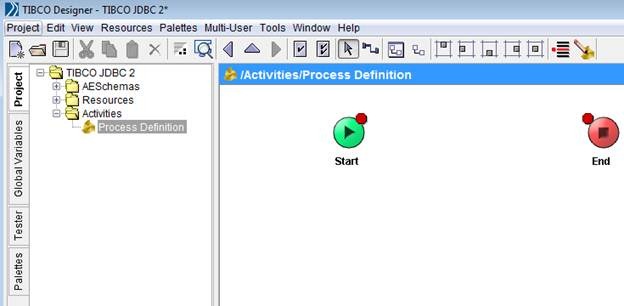 TIBCO Designer - TIBCO JDBC 2*
Project Edit View Resources Palettes Multi-User Tools Window Help
Project
Global Variables
Tester
Palettes
TIBCO JDBC 2
AESchemas
Resources
Activities
Process Definition
/Activities/Process Definition
Start
End